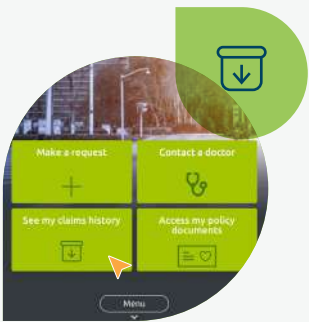 Make a request
Contact a doctor
See my claims history
Access my policy
documents
Menu